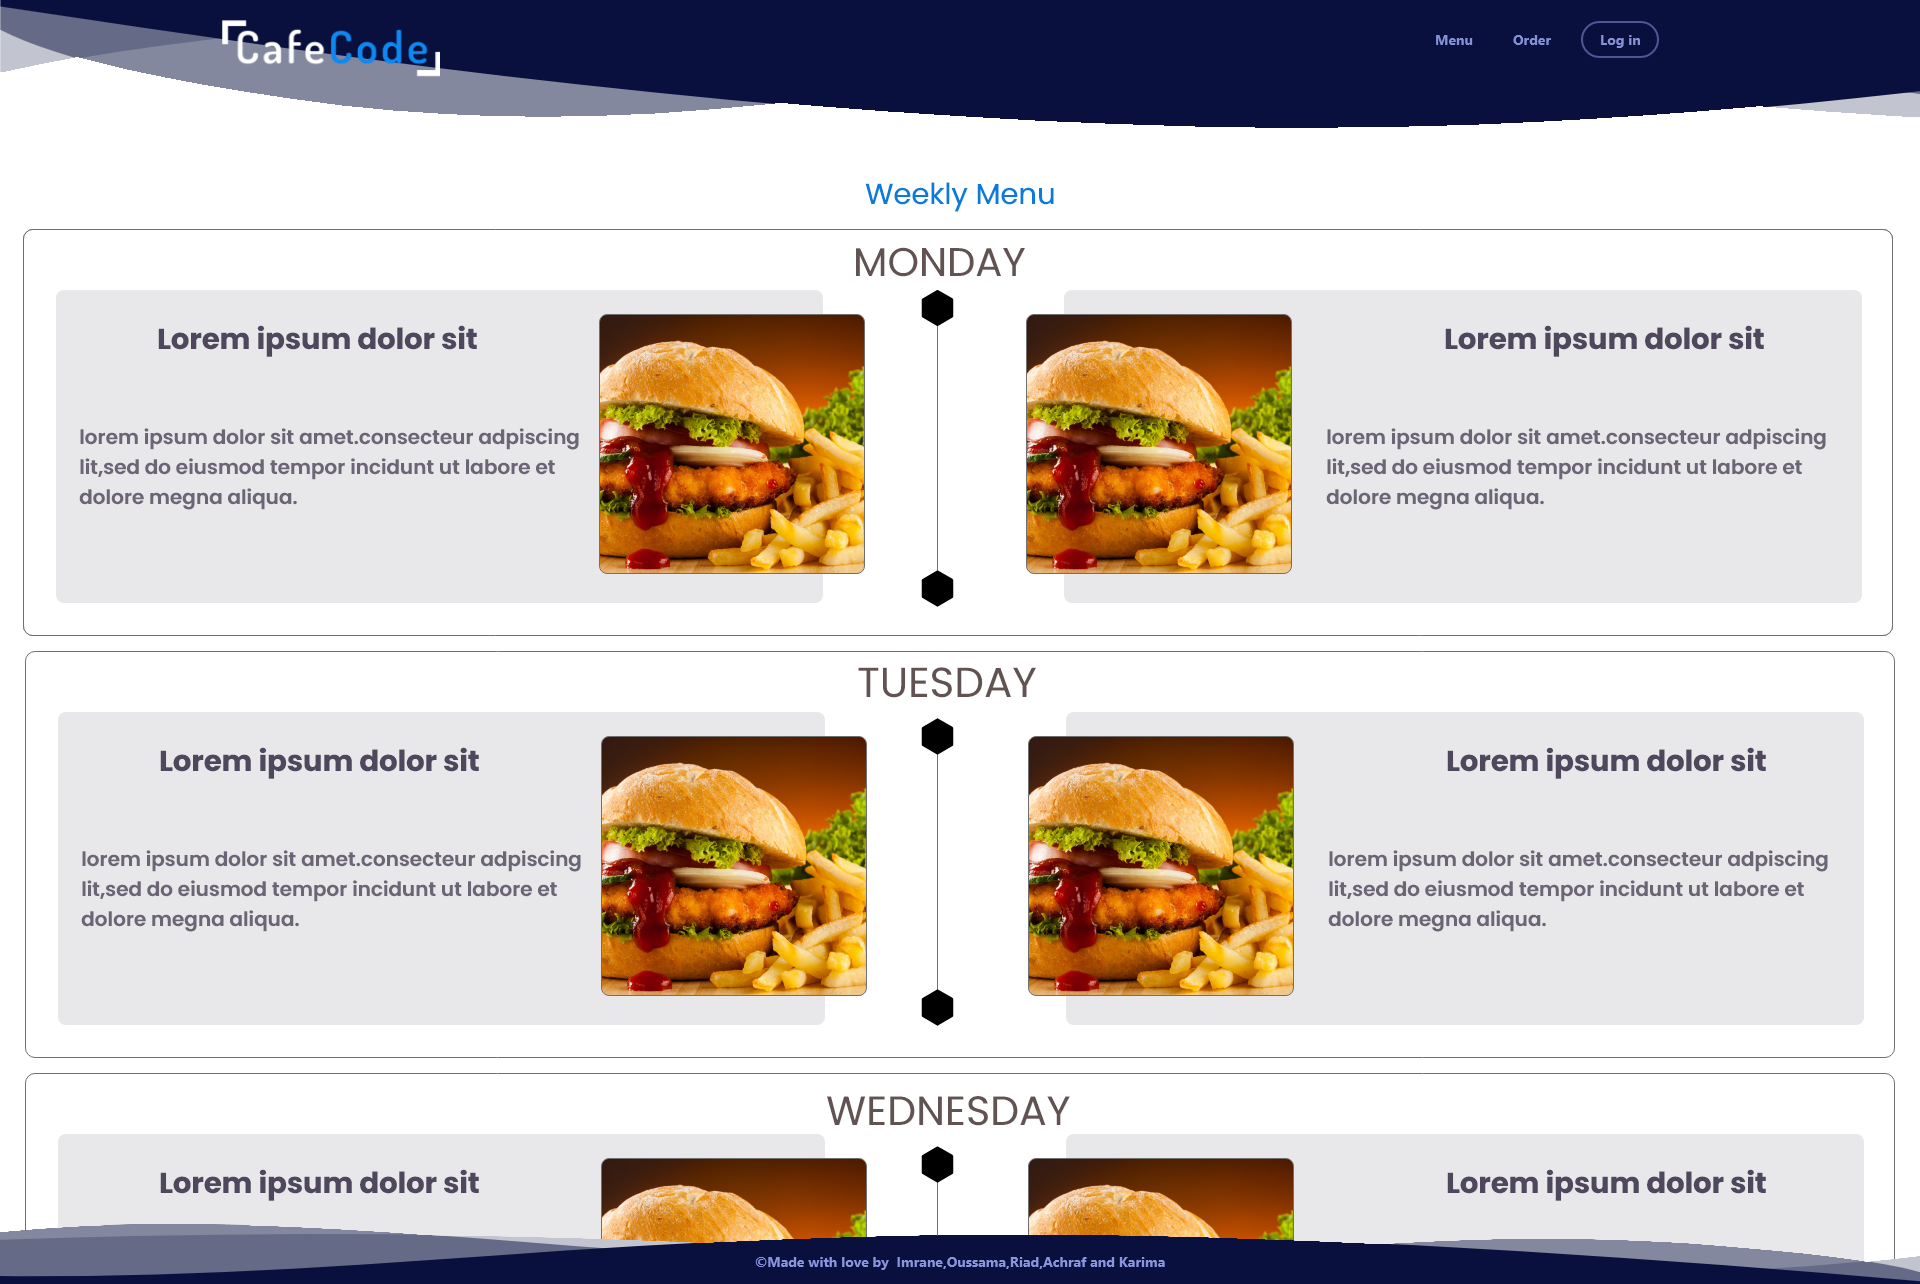 CafeCode
Menu
Order
Log in
Weekly Menu
MONDAY
Lorem ipsum dolor sit
lorem ipsum dolor sit amet.consecteur adpiscing
lit,sed do eiusmod tempor incidunt ut labore et
dolore megna aliqua.
Lorem ipsum dolor sit
lorem ipsum dolor sit amet.consecteur adpiscing
lit,sed do eiusmod tempor incidunt ut labore et
dolore megna aliqua.
TUESDAY
Lorem ipsum dolor sit
lorem ipsum dolor sit amet.consecteur adpiscing
lit,sed do eiusmod tempor incidunt ut labore et
dolore megna aliqua.
Lorem ipsum dolor sit
lorem ipsum dolor sit amet.consecteur adpiscing
lit,sed do eiusmod tempor incidunt ut labore et
dolore megna aliqua.
WEDNESDAY
Lorem ipsum dolor sit
Lorem ipsum dolor sit
©Made with love by  Imrane,Oussama,Riad,Achraf and Karima